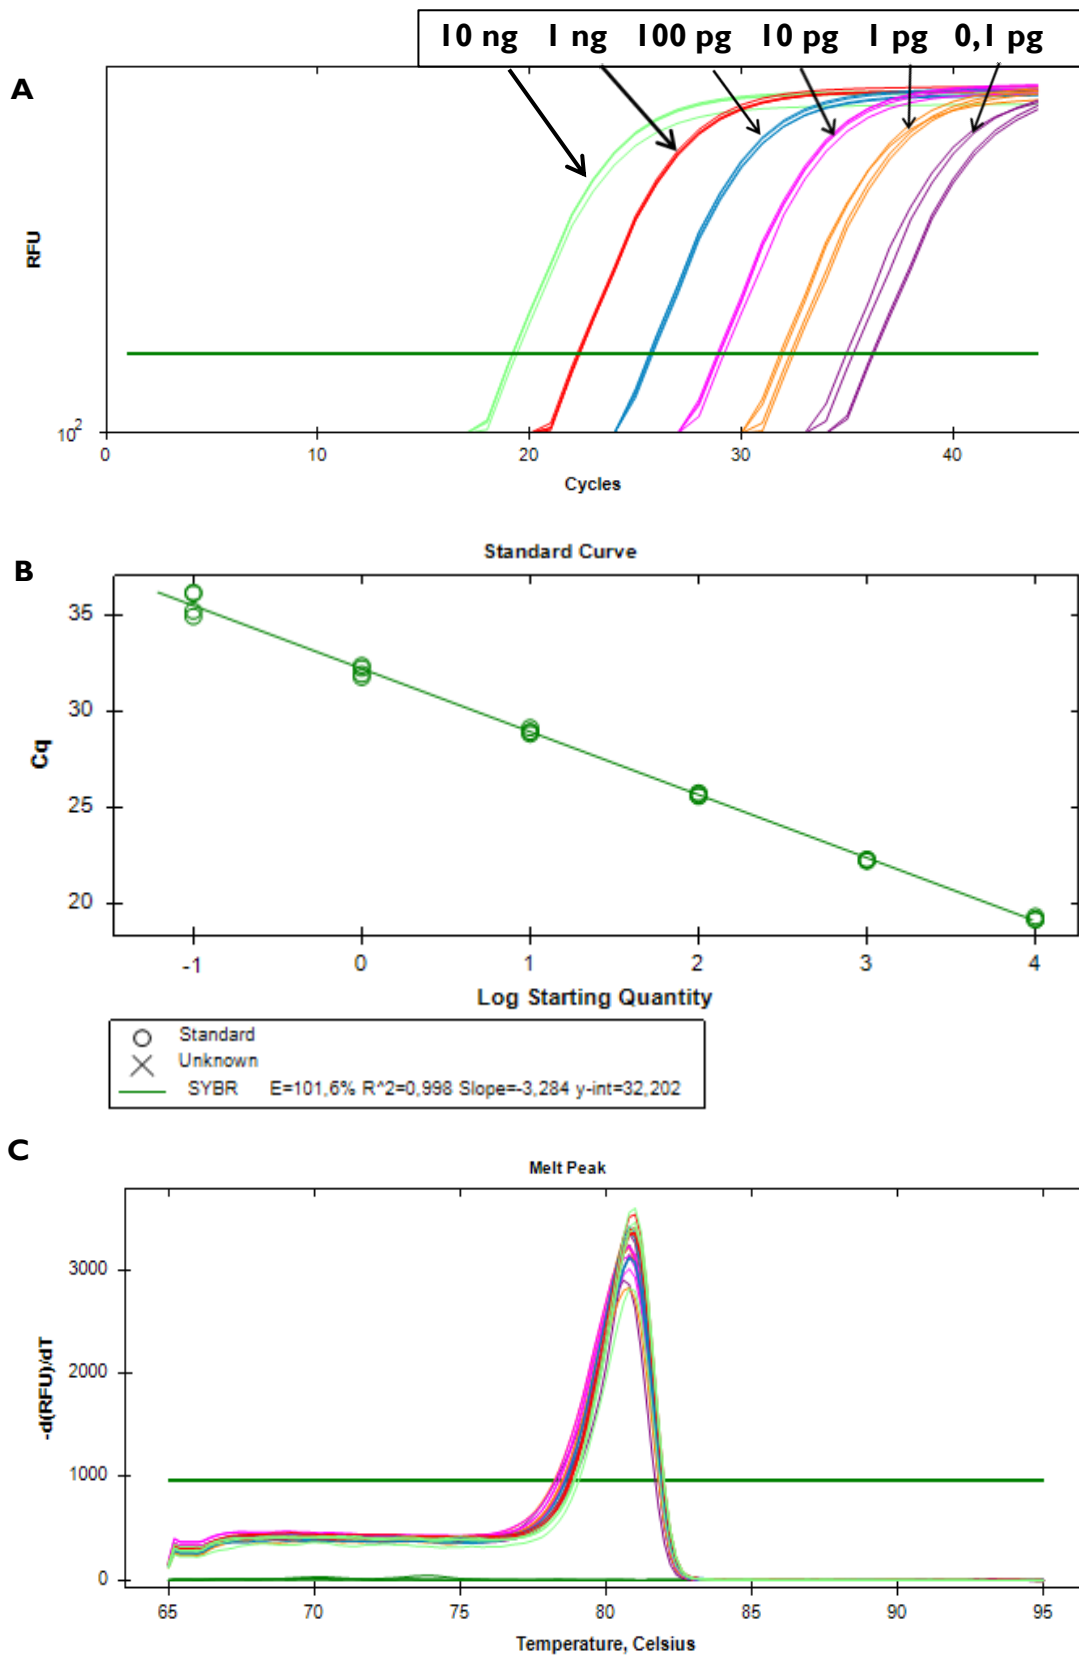 10 ng 1 ng 100 pg 10 pg 1 pg 0,1 pg
A
RFU
10^2
0 10 20 30 40
Cycles
Standard Curve
B
Cq
35
30
25
20
-1 0 1 2 3 4
Log Starting Quantity
Standard
Unknown
SYBR E=101,6% R^2=0,998 Slope=-3,284 y-int=32,202
C
Melt Peak
-d(RFU)/dT
3000
2000
1000
0
65 70 75 80 85 90 95
Temperature, Celsius